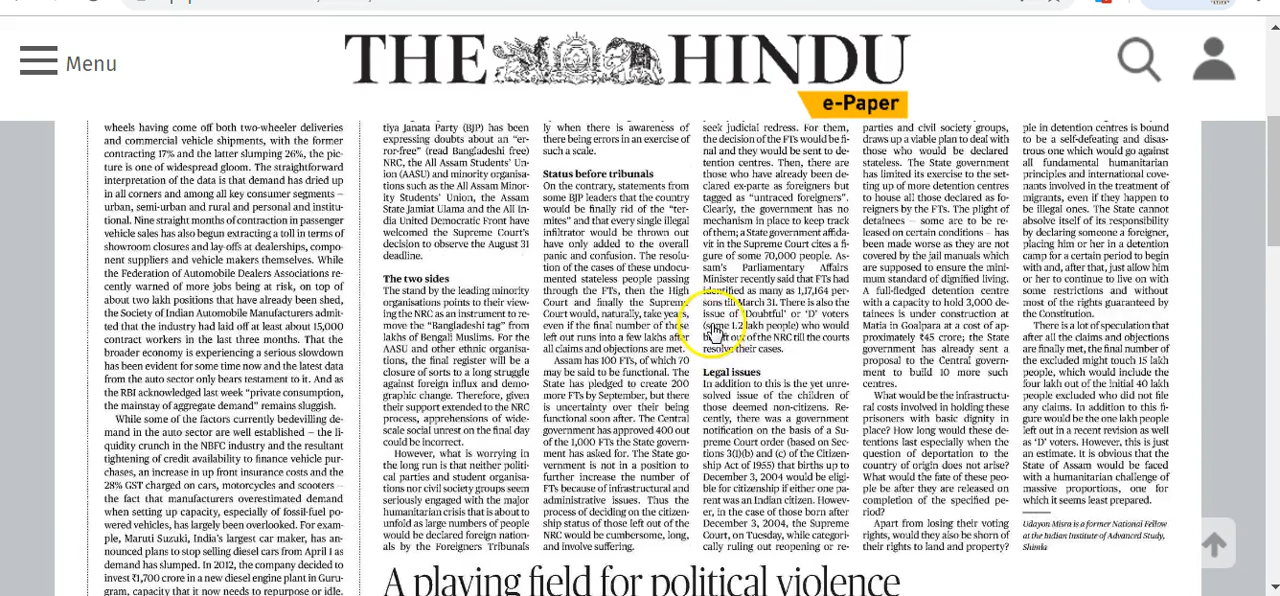 Menu
THE HINDU
e-Paper
wheels having come off both two-wheeler deliveries
and commercial vehicle shipments, with the former
contracting 17% and the latter slumping 26%, the pic-
ture is one of widespread gloom. The straightforward
interpretation of the data is that demand has dried up
in all corners and among all key consumer segments –
urban, semi-urban and rural and personal and institu-
tional. Nine straight months of contraction in passenger
vehicle sales has also begun extracting a toll in terms of
showroom closures and lay-offs at dealerships, compo-
nent suppliers and vehicle makers themselves. While
the Federation of Automobile Dealers Associations re-
cently warned of more jobs being at risk, on top of
about two lakh positions that have already been shed,
the Society of Indian Automobile Manufacturers admit-
ted that the industry had laid off at least about 15,000
contract workers in the last three months. That the
broader economy is experiencing a serious slowdown
has been evident for some time now and the latest data
from the auto sector only bears testament to it. And as
the RBI acknowledged last week “private consumption,
the mainstay of aggregate demand” remains sluggish.
While some of the factors currently bedevilling de-
mand in the auto sector are well established – the li-
quidity crunch in the NBFC industry and the resultant
tightening of credit availability to finance vehicle pur-
chases, an increase in up front insurance costs and the
28% GST charged on cars, motorcycles and scooters –
the fact that manufacturers overestimated demand
when setting up capacity, especially of fossil-fuel po-
wered vehicles, has largely been overlooked. For exam-
ple, Maruti Suzuki, India's largest car maker, has an-
nounced plans to stop selling diesel cars from April 1 as
demand has slumped. In 2012, the company decided to
invest ₹1,700 crore in a new diesel engine plant in Guru-
gram, capacity that it now needs to repurpose or idle.
tiya Janata Party (BJP) has been
expressing doubts about an “er-
ror-free” (read Bangladeshi free)
NRC, the All Assam Students' Un-
ion (AASU) and minority organisa-
tions such as the All Assam Minor-
ity Students' Union, the Assam
State Jamiat Ulama and the All In-
dia United Democratic Front have
welcomed the Supreme Court's
decision to observe the August 31
deadline.
The two sides
The stand by the leading minority
organisations points to their view-
ing the NRC as an instrument to re-
move the “Bangladeshi tag” from
lakhs of Bengali Muslims. For the
AASU and other ethnic organisa-
tions, the final register will be a
closure of sorts to a long struggle
against foreign influx and demo-
graphic change. Therefore, given
their support extended to the NRC
process, apprehensions of wide-
scale social unrest on the final day
could be incorrect.
However, what is worrying in
the long run is that neither politi-
cal parties and student organisa-
tions nor civil society groups seem
seriously engaged with the major
humanitarian crisis that is about to
unfold as large numbers of people
would be declared foreign nation-
als by the Foreigners Tribunals
ly when there is awareness of
there being errors in an exercise of
such a scale.
Status before tribunals
On the contrary, statements from
some BJP leaders that the country
would be finally rid of the “ter-
mites” and that every single illegal
infiltrator would be thrown out
have only added to the overall
panic and confusion. The resolu-
tion of the cases of these undocu-
mented stateless people passing
through the FTs, then the High
Court and finally the Supreme
Court would, naturally, take years,
even if the final number of those
left out runs into a few lakhs after
all claims and objections are met.
Assam has 100 FTs, of which 70
may be said to be functional. The
State has pledged to create 200
more FTs by September, but there
is uncertainty over their being
functional soon after. The Central
government has approved 400 out
of the 1,000 FTs the State govern-
ment has asked for. The State go-
vernment is not in a position to
further increase the number of
FTs because of infrastructural and
administrative issues. Thus the
process of deciding on the citizen-
ship status of those left out of the
NRC would be cumbersome, long,
and involve suffering.
seek judicial redress. For them,
the decision of the FTs would be fi-
nal and they would be sent to de-
tention centres. Then, there are
those who have already been de-
clared ex-parte as foreigners but
tagged as “untraced foreigners”.
Clearly, the government has no
mechanism in place to keep track
of them; a State government affida-
vit in the Supreme Court cites a fi-
gure of some 70,000 people. As-
sam's Parliamentary Affairs
Minister recently said that FTs had
identified as many as 1,17,164 per-
sons till March 31. There is also the
issue of ‘Doubtful’ or ‘D’ voters
(some 1.2 lakh people) who would
be left out of the NRC till the courts
resolve their cases.
Legal issues
In addition to this is the yet unre-
solved issue of the children of
those deemed non-citizens. Re-
cently, there was a government
notification on the basis of a Su-
preme Court order (based on Sec-
tions 3(1)(b) and (c) of the Citizen-
ship Act of 1955) that births up to
December 3, 2004 would be eligi-
ble for citizenship if either one pa-
rent was an Indian citizen. Howev-
er, in the case of those born after
December 3, 2004, the Supreme
Court, on Tuesday, while categori-
cally ruling out reopening or re-
parties and civil society groups,
draws up a viable plan to deal with
those who would be declared
stateless. The State government
has limited its exercise to the set-
ting up of more detention centres
to house all those declared as fo-
reigners by the FTs. The plight of
detainees – some are to be re-
leased on certain conditions – has
been made worse as they are not
covered by the jail manuals which
are supposed to ensure the mi-
nimum standard of dignified living.
A full-fledged detention centre
with a capacity to hold 3,000 de-
tainees is under construction at
Matia in Goalpara at a cost of ap-
proximately ₹45 crore; the State
government has already sent a
proposal to the Central govern-
ment to build 10 more such
centres.
What would be the infrastructu-
ral costs involved in holding these
prisoners with basic dignity in
place? How long would these de-
tentions last especially when the
question of deportation to the
country of origin does not arise?
What would the fate of these peo-
ple be after they are released on
completion of the specified pe-
riod?
Apart from losing their voting
rights, would they also be shorn of
their rights to land and property?
ple in detention centres is bound
to be a self-defeating and disas-
trous one which would go against
all fundamental humanitarian
principles and international cove-
nants involved in the treatment of
migrants, even if they happen to
be illegal ones. The State cannot
absolve itself of its responsibility
by declaring someone a foreigner,
placing him or her in a detention
camp for a certain period to begin
with and, after that, just allow him
or her to continue to live on with
some restrictions and without
most of the rights guaranteed by
the Constitution.
There is a lot of speculation that
after all the claims and objections
are finally met, the final number of
the excluded might touch 15 lakh
people, which would include the
four lakh out of the initial 40 lakh
people excluded who did not file
any claims. In addition to this fi-
gure would be the one lakh people
left out in a recent revision as well
as ‘D’ voters. However, this is just
an estimate. It is obvious that the
State of Assam would be faced
with a humanitarian challenge of
massive proportions, one for
which it seems least prepared.
Udayon Misra is a former National Fellow
at the Indian Institute of Advanced Study,
Shimla
A playing field for political violence